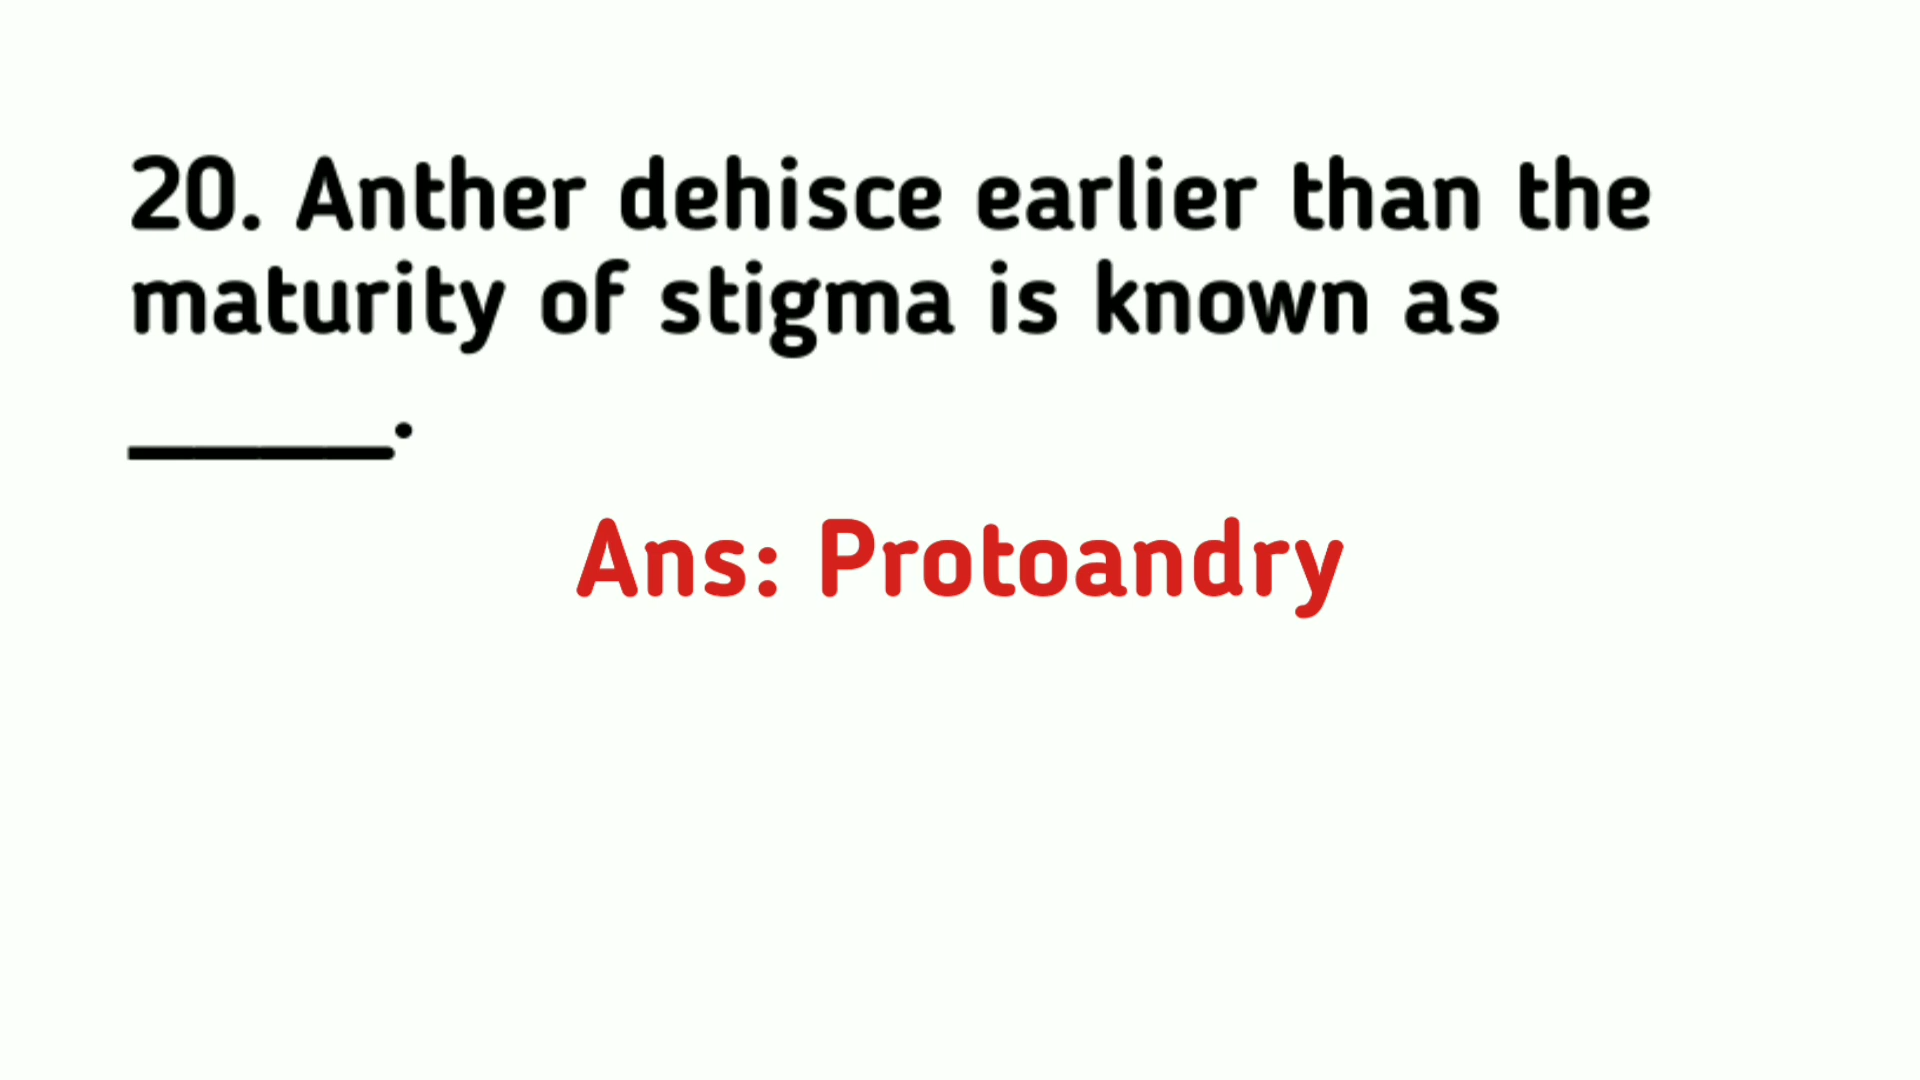 20. Anther dehisce earlier than the
maturity of stigma is known as
_____.
Ans: Protoandry